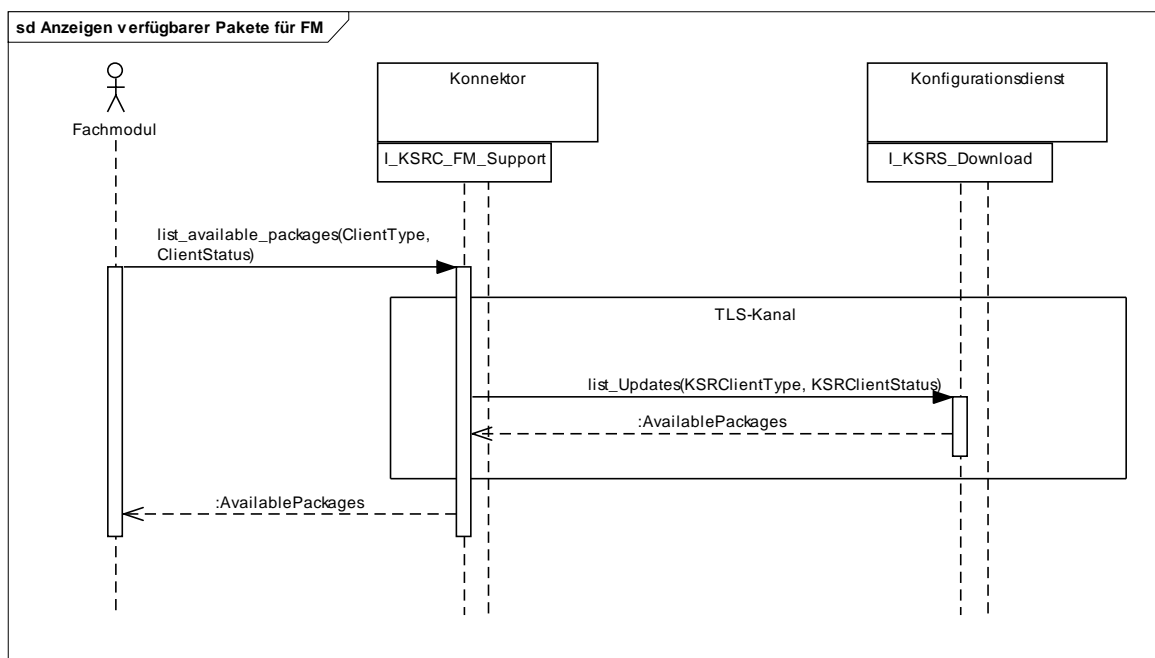 sd Anzeigen verfügbarer Pakete für FM
Fachmodul
Konnektor
I_KSRC_FM_Support
Konfigurationsdienst
I_KSRS_Download
list_available_packages(ClientType,
ClientStatus)
TLS-Kanal
list_Updates(KSRClientType, KSRClientStatus)
:AvailablePackages
:AvailablePackages